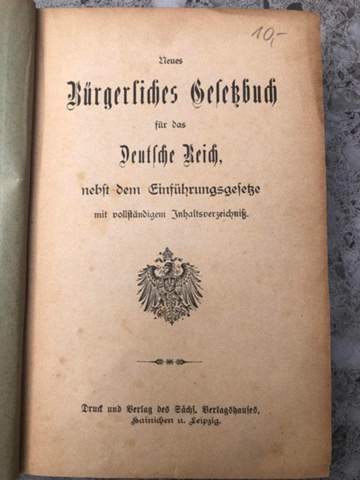 10,-
Neues
Bürgerliches Gesetzbuch
für das
Deutsche Reich,
nebst dem Einführungsgesetze
mit vollständigem Inhaltsverzeichniß.
Druck und Verlag des Sächs. Verlagshauses,
Hainichen u. Leipzig.